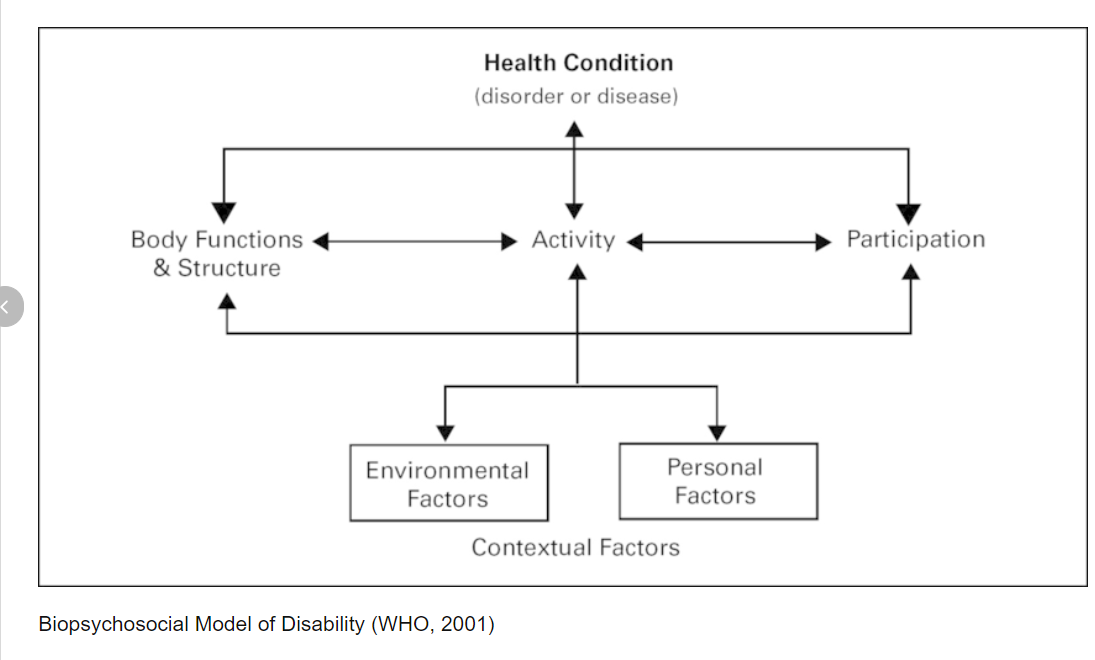 Health Condition
(disorder or disease)
Body Functions
& Structure
Activity
Participation
Environmental
Factors
Personal
Factors
Contextual Factors
Biopsychosocial Model of Disability (WHO, 2001)